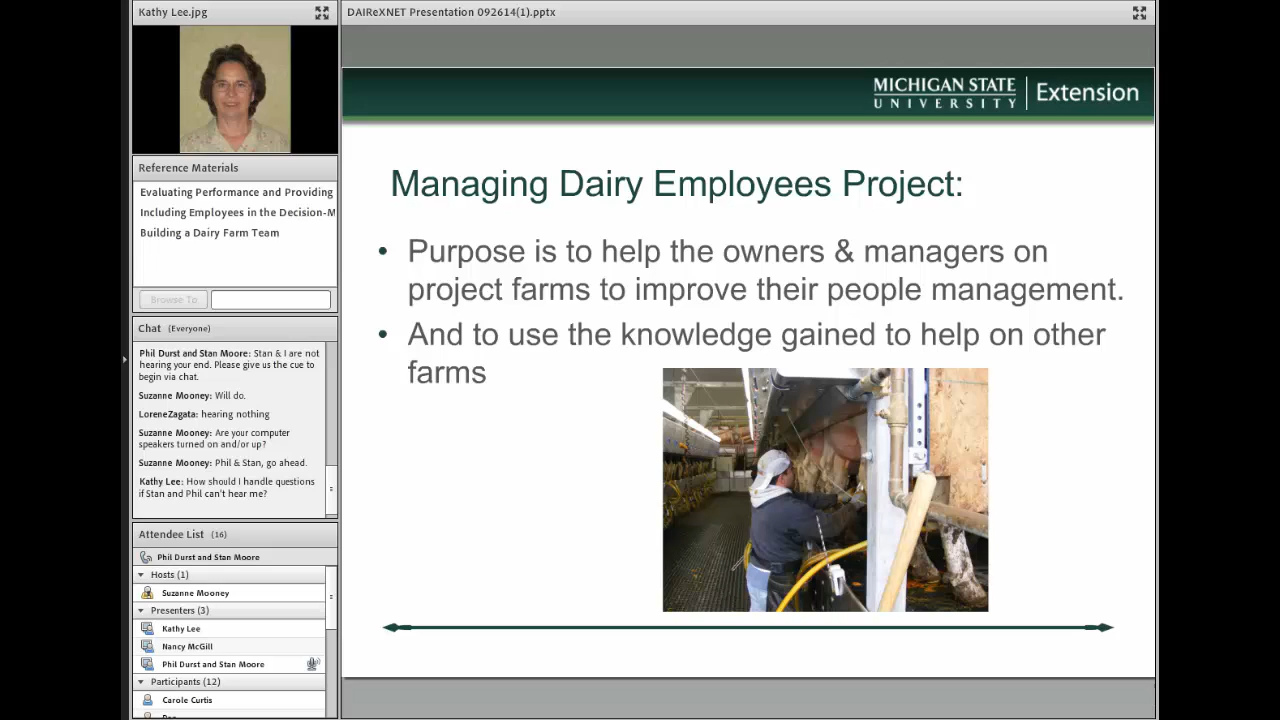 Kathy Lee.jpg
DAIReXNET Presentation 092614(1).pptx
MICHIGAN STATE
UNIVERSITY
Extension
Managing Dairy Employees Project:
• Purpose is to help the owners & managers on
project farms to improve their people management.
• And to use the knowledge gained to help on other
farms
Reference Materials
Evaluating Performance and Providing
Including Employees in the Decision-M
Building a Dairy Farm Team
Browse To
Chat (Everyone)
Phil Durst and Stan Moore: Stan & I are not
hearing your end. Please give us the cue to
begin via chat.
Suzanne Mooney: Will do.
LoreneZagata: hearing nothing
Suzanne Mooney: Are your computer
speakers turned on and/or up?
Suzanne Mooney: Phil & Stan, go ahead.
Kathy Lee: How should I handle questions
if Stan and Phil can't hear me?
Attendee List (16)
Phil Durst and Stan Moore
Hosts (1)
Suzanne Mooney
Presenters (3)
Kathy Lee
Nancy McGill
Phil Durst and Stan Moore
Participants (12)
Carole Curtis